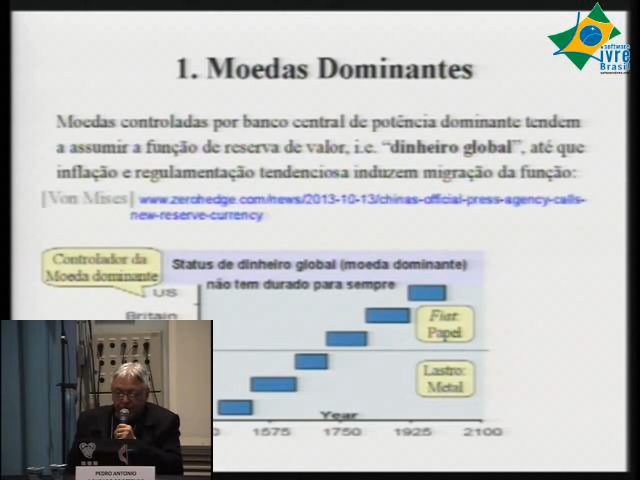 software
livre
Brasil
1. Moedas Dominantes
Moedas controladas por banco central de potência dominante tendem
a assumir a função de reserva de valor, i.e. “dinheiro global”, até que
inflação e regulamentação tendenciosa induzem migração da função:
[Von Mises] www.zerohedge.com/news/2013-10-13/chinas-official-press-agency-calls-
new-reserve-currency
Controlador da
Moeda dominante
Status de dinheiro global (moeda dominante)
não tem durado para sempre
US
Britain
Fiat:
Papel
Lastro:
Metal
Year
1575 1750 1925 2100
PEDRO ANTONIO